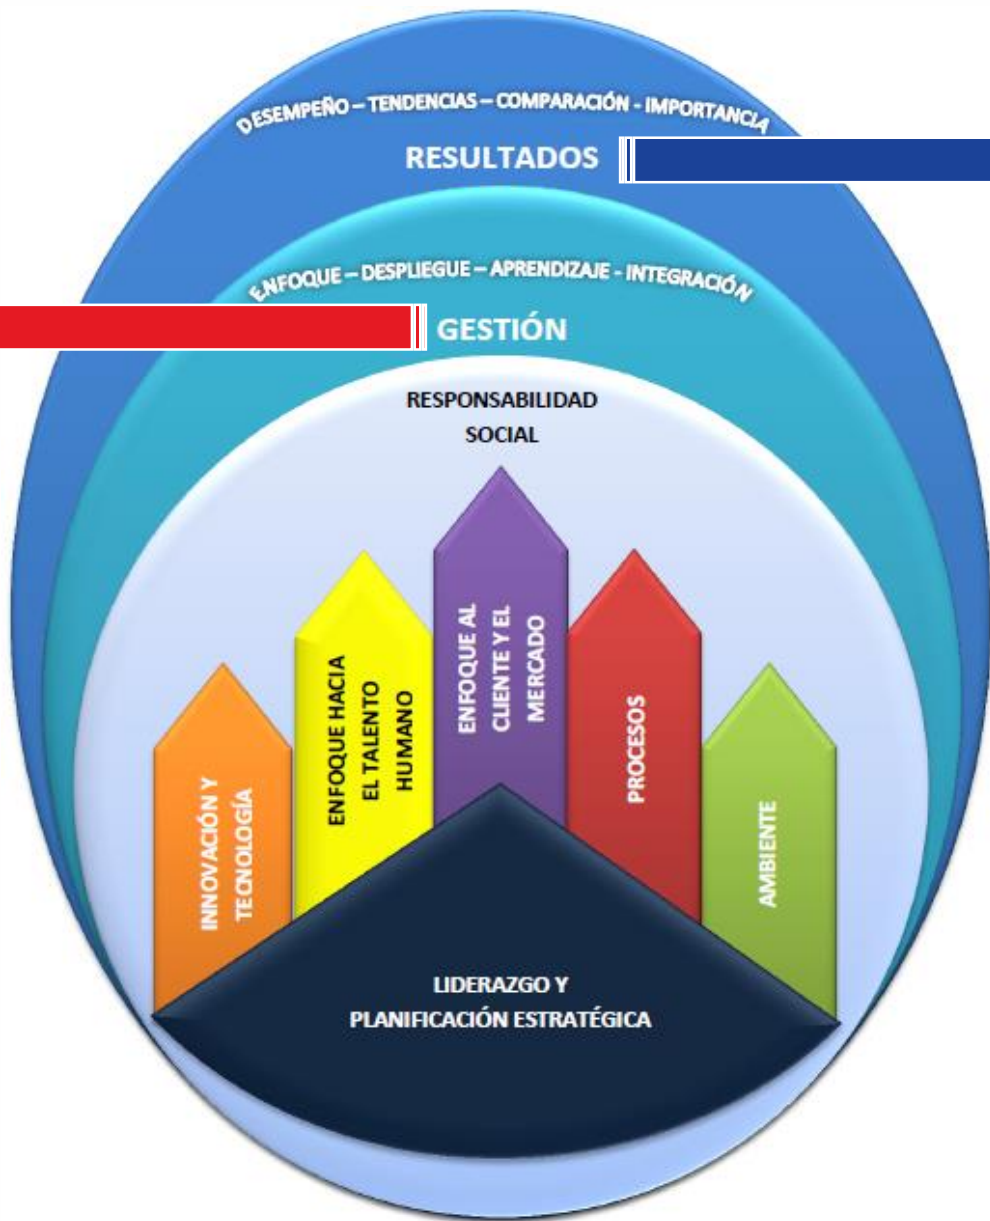 DESEMPEÑO – TENDENCIAS – COMPARACIÓN - IMPORTANCIA
RESULTADOS
ENFOQUE – DESPLIEGUE – APRENDIZAJE - INTEGRACIÓN
GESTIÓN
RESPONSABILIDAD
SOCIAL
INNOVACIÓN Y
TECNOLOGÍA
ENFOQUE HACIA
EL TALENTO
HUMANO
ENFOQUE AL
CLIENTE Y EL
MERCADO
PROCESOS
AMBIENTE
LIDERAZGO Y
PLANIFICACIÓN ESTRATÉGICA